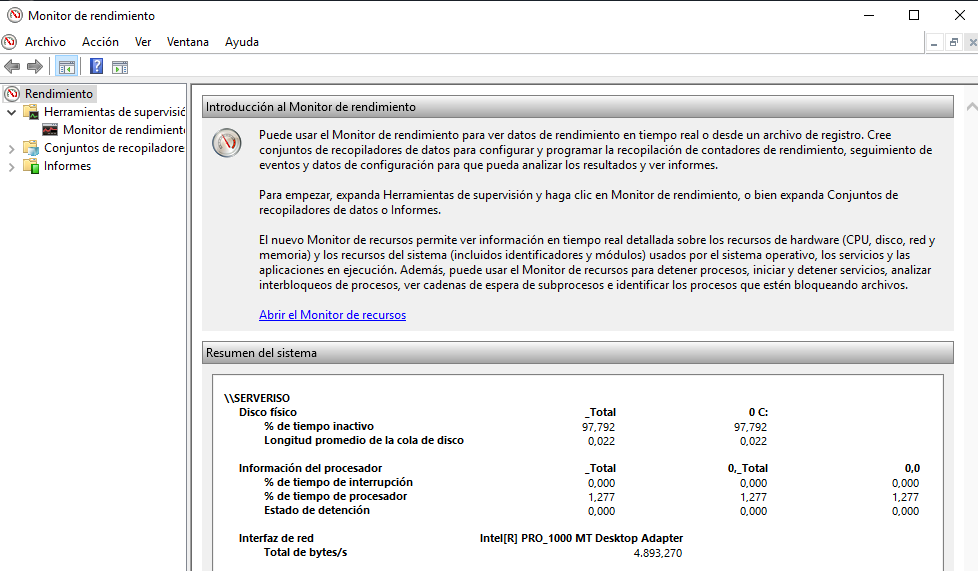 Monitor de rendimiento
Archivo Acción Ver Ventana Ayuda
Rendimiento
Herramientas de supervisió
Monitor de rendimient
Conjuntos de recopiladore
Informes
Introducción al Monitor de rendimiento
Puede usar el Monitor de rendimiento para ver datos de rendimiento en tiempo real o desde un archivo de registro. Cree
conjuntos de recopiladores de datos para configurar y programar la recopilación de contadores de rendimiento, seguimiento de
eventos y datos de configuración para que pueda analizar los resultados y ver informes.
Para empezar, expanda Herramientas de supervisión y haga clic en Monitor de rendimiento, o bien expanda Conjuntos de
recopiladores de datos o Informes.
El nuevo Monitor de recursos permite ver información en tiempo real detallada sobre los recursos de hardware (CPU, disco, red y
memoria) y los recursos del sistema (incluidos identificadores y módulos) usados por el sistema operativo, los servicios y las
aplicaciones en ejecución. Además, puede usar el Monitor de recursos para detener procesos, iniciar y detener servicios, analizar
interbloqueos de procesos, ver cadenas de espera de subprocesos e identificar los procesos que estén bloqueando archivos.
Abrir el Monitor de recursos
Resumen del sistema
\\SERVERISO
Disco físico _Total 0 C:
% de tiempo inactivo 97,792 97,792
Longitud promedio de la cola de disco 0,022 0,022
Información del procesador _Total 0,_Total 0,0
% de tiempo de interrupción 0,000 0,000 0,000
% de tiempo de procesador 1,277 1,277 1,277
Estado de detención 0,000 0,000 0,000
Interfaz de red Intel[R] PRO_1000 MT Desktop Adapter
Total de bytes/s 4.893,270